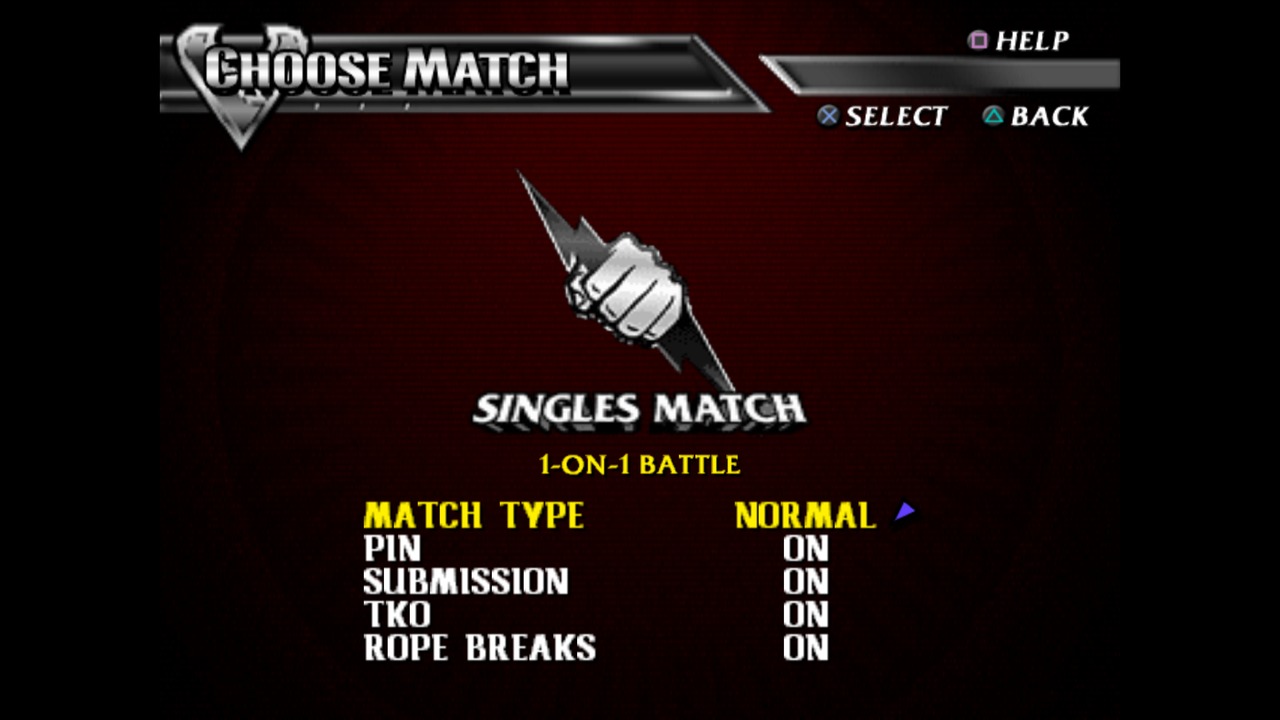 CHOOSE MATCH
HELP
SELECT BACK
SINGLES MATCH
1-ON-1 BATTLE
MATCH TYPE NORMAL
PIN ON
SUBMISSION ON
TKO ON
ROPE BREAKS ON